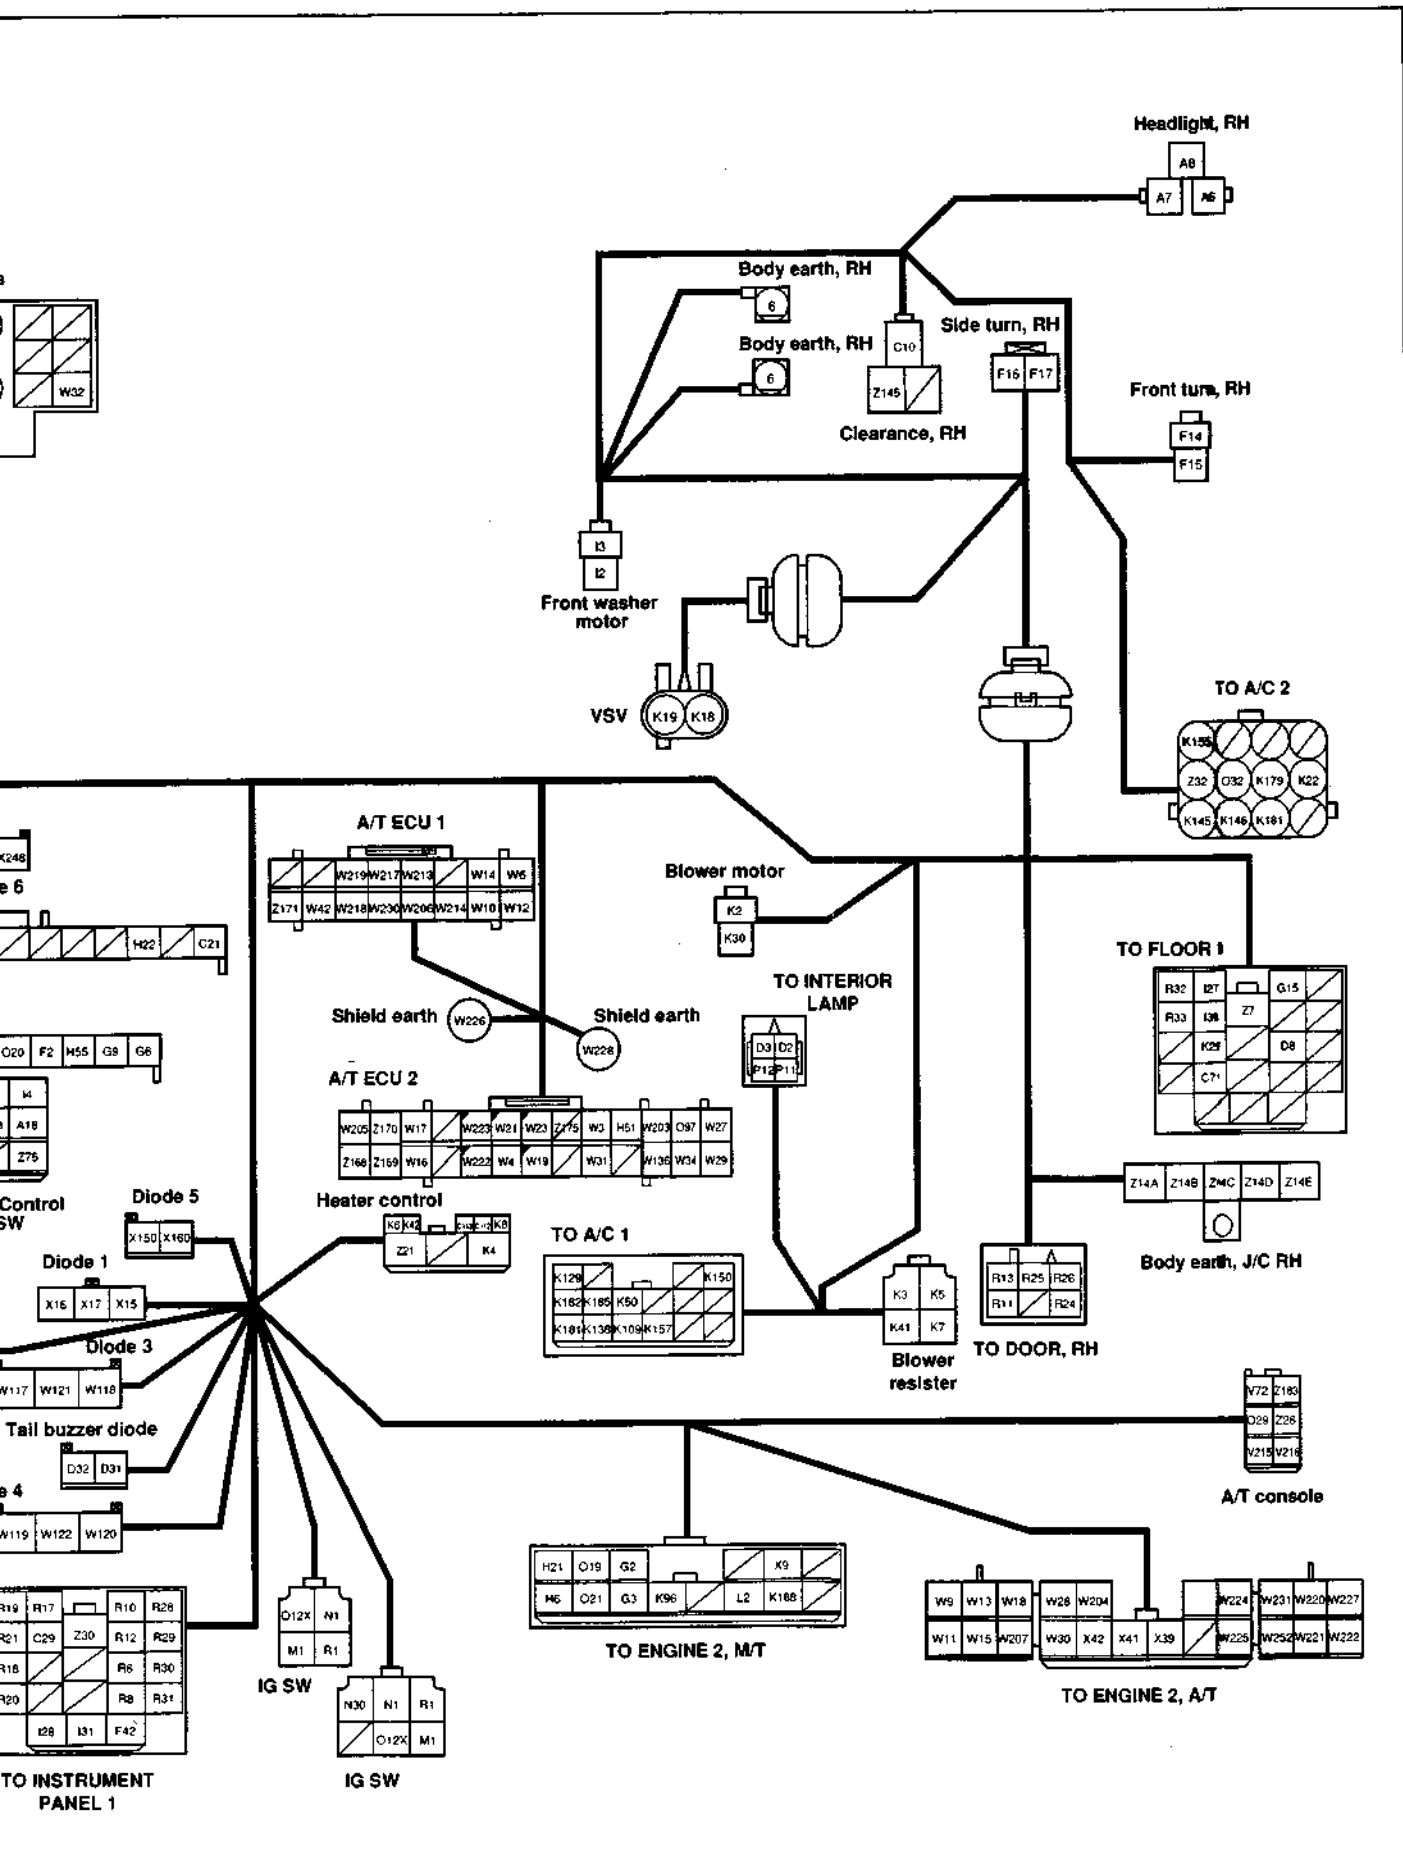 Headlight, RH
A8
A7 A6
Body earth, RH
6
Body earth, RH
6
C10
Z145
Clearance, RH
Side turn, RH
F16 F17
Front turn, RH
F14
F15
W32
I3
I2
Front washer
motor
VSV
K19 K18
TO A/C 2
K155
Z32 O32 K179 K22
K145 K146 K181
X248
e 6
H22 C21
A/T ECU 1
W219 W217 W213 W14 W6
Z171 W42 W218 W230 W206 W214 W10 W12
Blower motor
K2
K30
Shield earth
W226
Shield earth
W228
TO INTERIOR
LAMP
D3 D2
P12 P11
TO FLOOR 1
R32 I27 G15
R33 Z7
K25 D8
C71
O20 F2 H55 G9 G6
I4
A18
Z75
Control
SW
A/T ECU 2
W205 Z170 W17 W223 W21 W23 Z175 W3 H51 W203 O97 W27
Z168 Z169 W16 W222 W4 W19 W31 W136 W34 W29
Z14A Z14B Z14C Z14D Z14E
Body earth, J/C RH
Diode 5
X150 X160
Heater control
K6 K42 K8
Z21 K4
Diode 1
X16 X17 X15
Diode 3
W117 W121 W118
TO A/C 1
K129 K150
K162 K165 K50
K161 K138 K109 K157
K3 K5
K41 K7
Blower
resister
R13 R25 R26
R11 R24
TO DOOR, RH
Tail buzzer diode
D32 D31
e 4
W119 W122 W120
V72 Z183
O29 Z26
V215 V216
A/T console
R19 R17 R10 R28
R21 C29 Z30 R12 R29
R18 R6 R30
R20 R8 R31
I28 I31 F42
TO INSTRUMENT
PANEL 1
O12X N1
M1 R1
IG SW
N30 N1 R1
O12X M1
IG SW
H21 O19 G2 X9
H6 O21 G3 K96 L2 K188
TO ENGINE 2, M/T
W9 W13 W18 W28 W204 W224 W231 W220 W227
W11 W15 W207 W30 X42 X41 X39 W225 W252 W221 W222
TO ENGINE 2, A/T